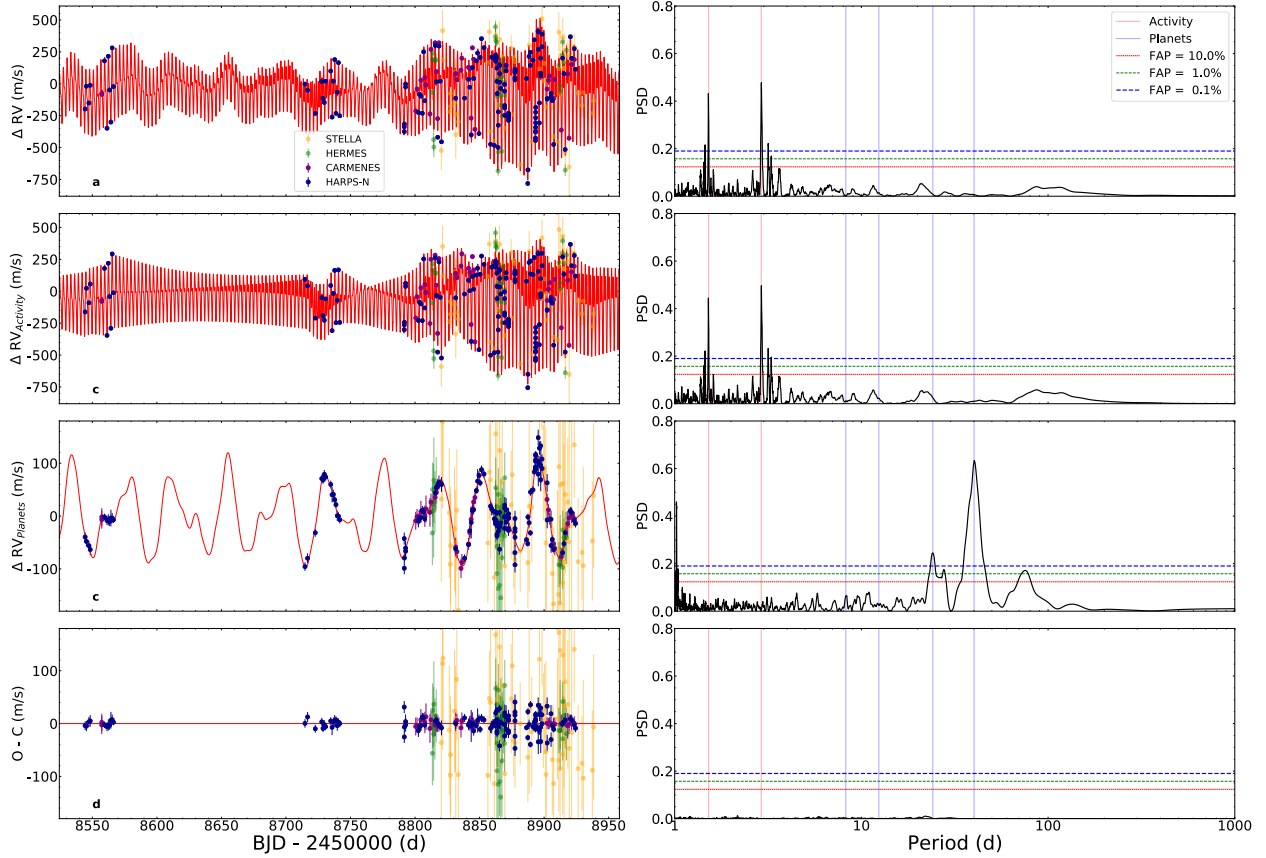 500
250
0
-250
-500
-750
Δ RV (m/s)
a
STELLA
HERMES
CARMENES
HARPS-N
0.8
0.6
0.4
0.2
0.0
PSD
Activity
Planets
FAP = 10.0%
FAP = 1.0%
FAP = 0.1%
500
250
0
-250
-500
-750
Δ RV_Activity (m/s)
c
0.8
0.6
0.4
0.2
0.0
PSD
100
0
-100
Δ RV_Planets (m/s)
c
0.8
0.6
0.4
0.2
0.0
PSD
100
0
-100
O - C (m/s)
d
8550 8600 8650 8700 8750 8800 8850 8900 8950
BJD - 2450000 (d)
0.8
0.6
0.4
0.2
0.0
PSD
1 10 100 1000
Period (d)